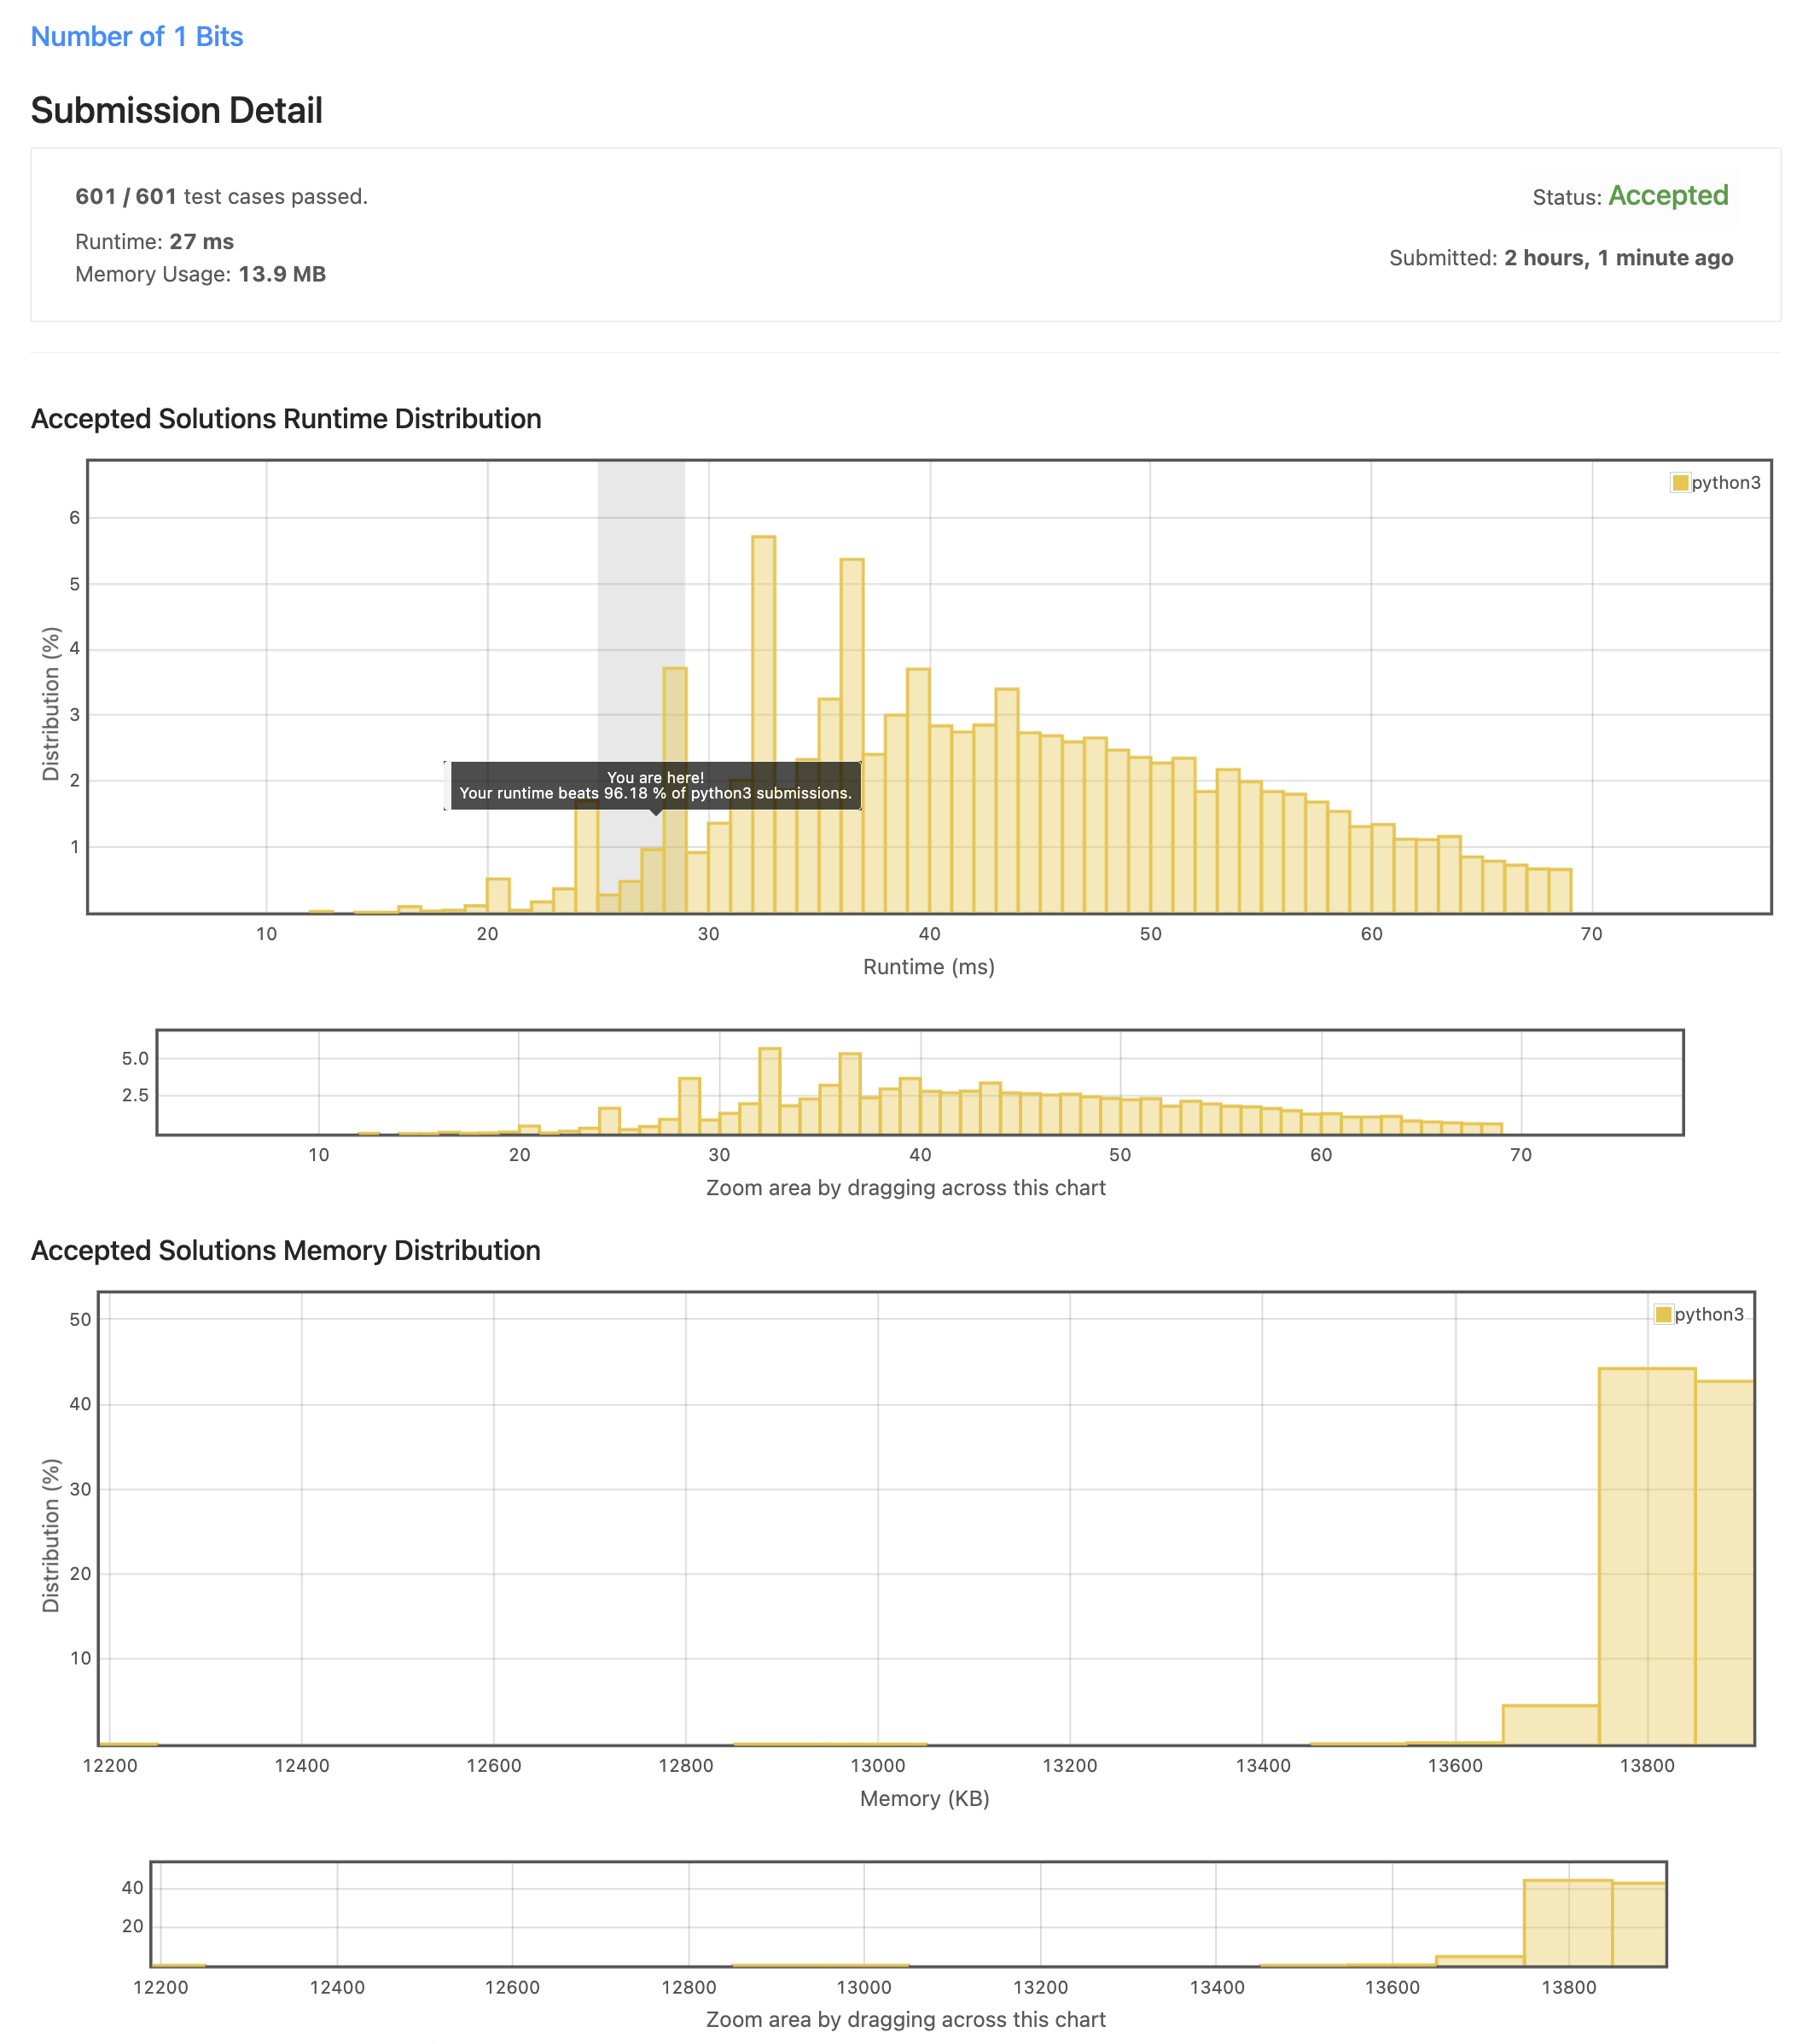 Number of 1 Bits
Submission Detail
601 / 601 test cases passed.
Status: Accepted
Runtime: 27 ms
Submitted: 2 hours, 1 minute ago
Memory Usage: 13.9 MB
Accepted Solutions Runtime Distribution
python3
6
5
4
3
2
1
Distribution (%)
You are here!
Your runtime beats 96.18 % of python3 submissions.
10 20 30 40 50 60 70
Runtime (ms)
5.0
2.5
10 20 30 40 50 60 70
Zoom area by dragging across this chart
Accepted Solutions Memory Distribution
python3
50
40
30
20
10
Distribution (%)
12200 12400 12600 12800 13000 13200 13400 13600 13800
Memory (KB)
40
20
12200 12400 12600 12800 13000 13200 13400 13600 13800
Zoom area by dragging across this chart